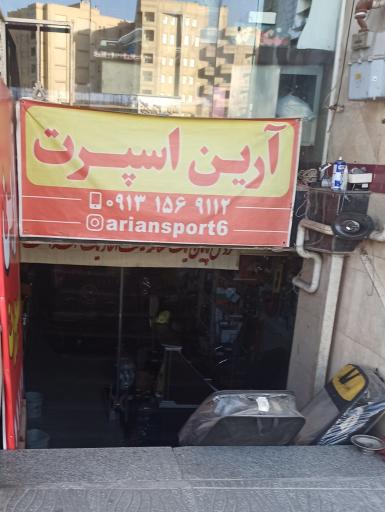 آرین اسپرت
۰۹۱۳ ۱۵۶ ۹۱۱۲
ariansport6